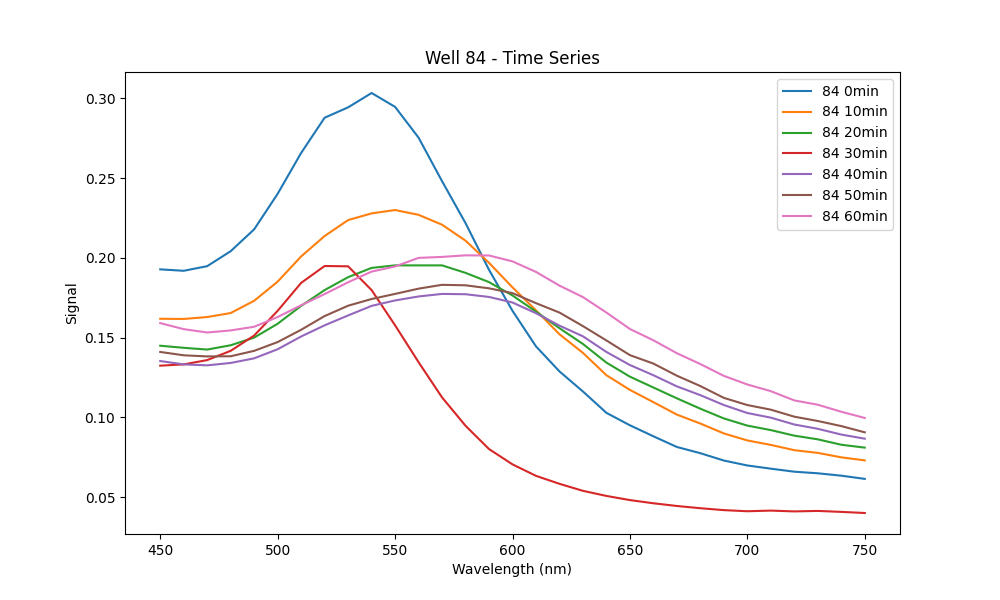 Well 84 - Time Series
Signal
0.30
0.25
0.20
0.15
0.10
0.05
84 0min
84 10min
84 20min
84 30min
84 40min
84 50min
84 60min
450 500 550 600 650 700 750
Wavelength (nm)